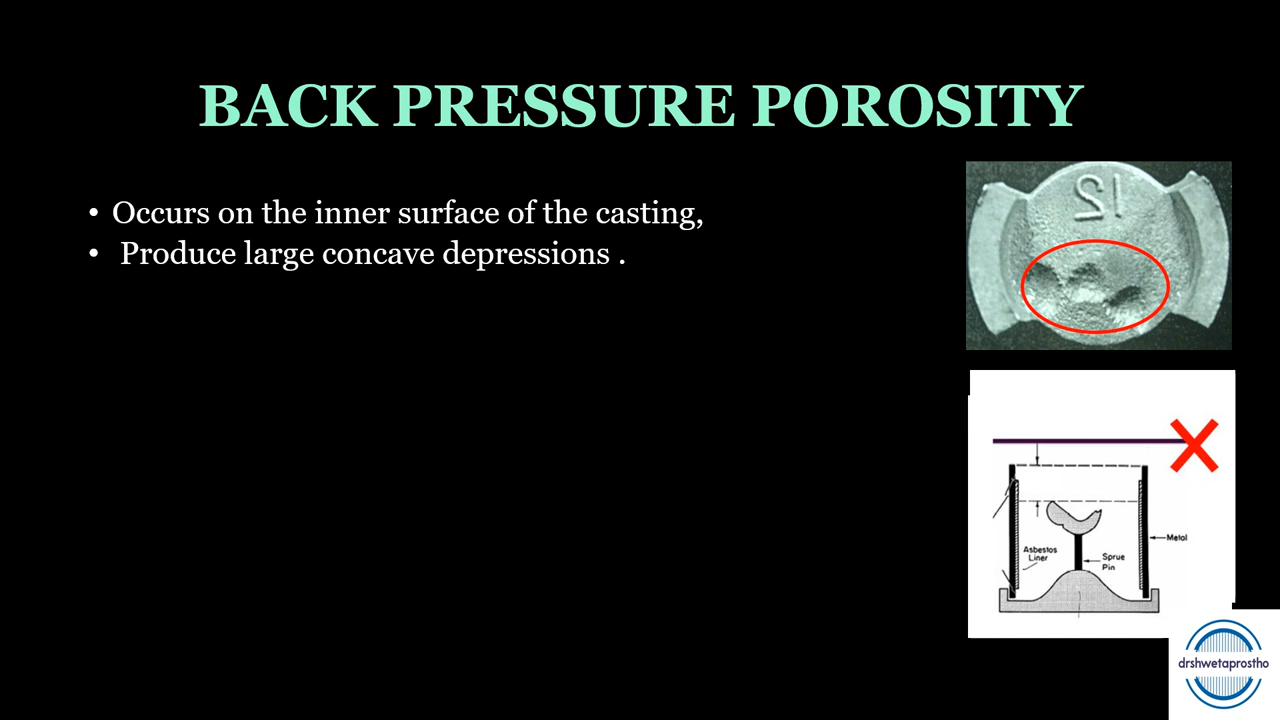 BACK PRESSURE POROSITY
• Occurs on the inner surface of the casting,
• Produce large concave depressions .
12
Asbestos
Liner
Sprue
Pin
Metal
drshwetaprostho